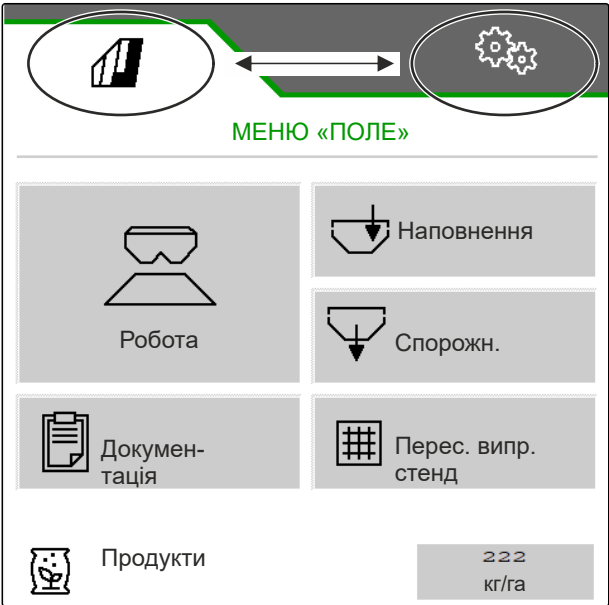 МЕНЮ «ПОЛЕ»
Робота
Наповнення
Спорожн.
Докумен-
тація
Перес. випр.
стенд
Продукти
222
кг/га